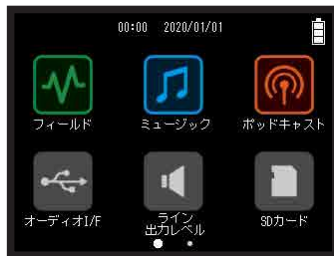 00:00 2020/01/01
フィールド
ミュージック
ポッドキャスト
オーディオI/F
ライン
出力レベル
SDカード